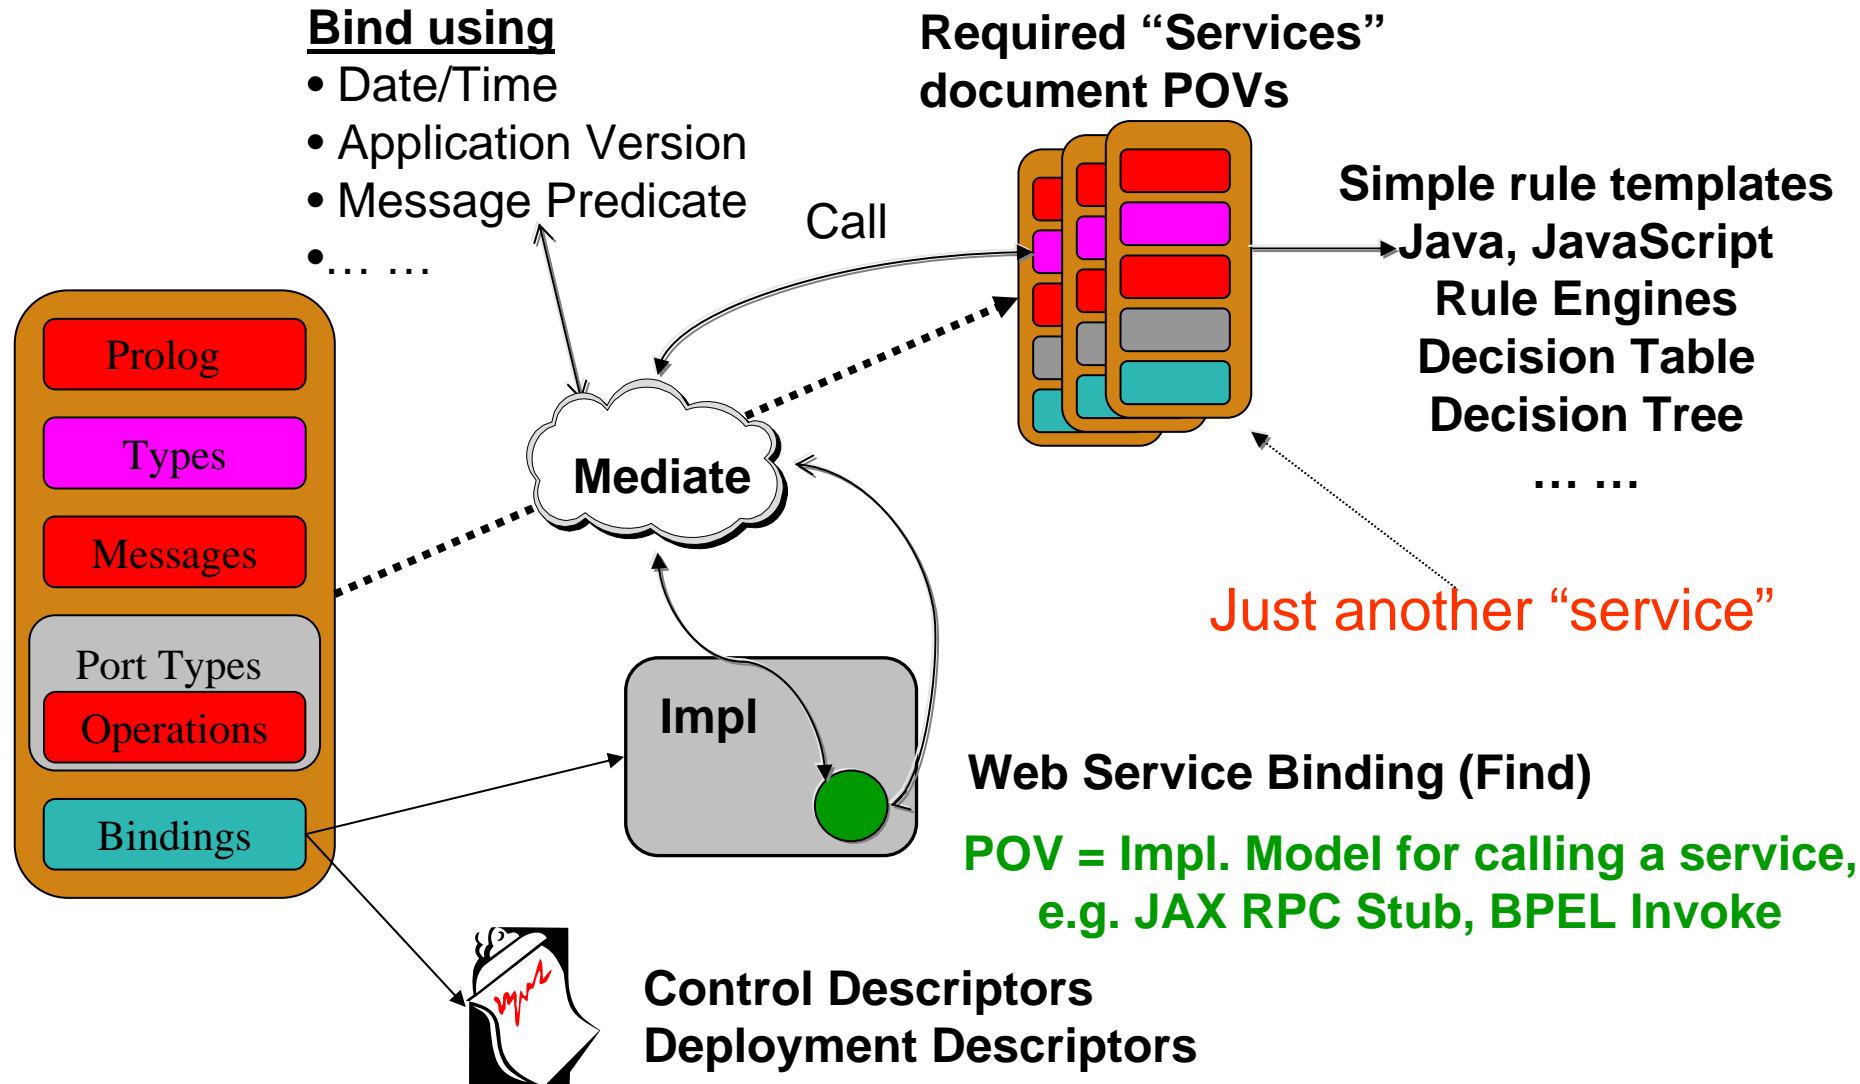 Bind using
• Date/Time
• Application Version
• Message Predicate
•… …
Required “Services”
document POVs
Call
Simple rule templates
Java, JavaScript
Rule Engines
Decision Table
Decision Tree
… …
Prolog
Types
Messages
Port Types
Operations
Bindings
Mediate
Just another “service”
Impl
Web Service Binding (Find)
POV = Impl. Model for calling a service,
e.g. JAX RPC Stub, BPEL Invoke
Control Descriptors
Deployment Descriptors